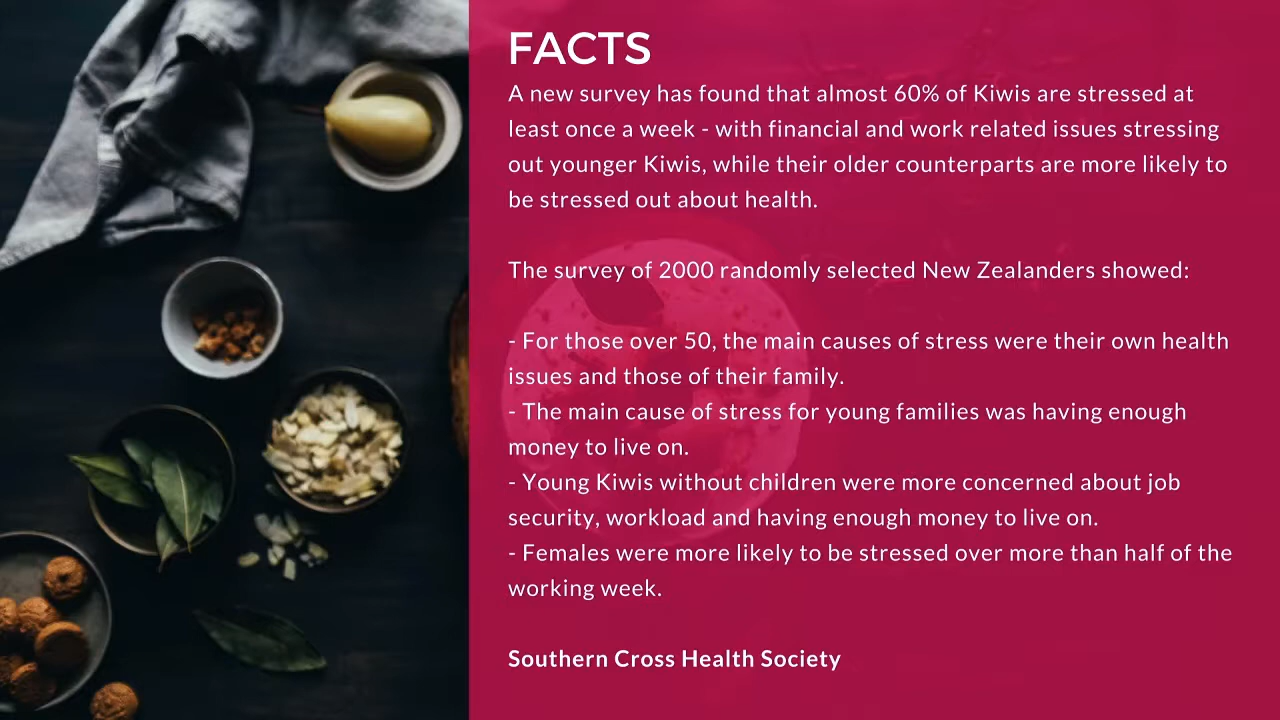 FACTS
A new survey has found that almost 60% of Kiwis are stressed at
least once a week - with financial and work related issues stressing
out younger Kiwis, while their older counterparts are more likely to
be stressed out about health.
The survey of 2000 randomly selected New Zealanders showed:
- For those over 50, the main causes of stress were their own health
issues and those of their family.
- The main cause of stress for young families was having enough
money to live on.
- Young Kiwis without children were more concerned about job
security, workload and having enough money to live on.
- Females were more likely to be stressed over more than half of the
working week.
Southern Cross Health Society